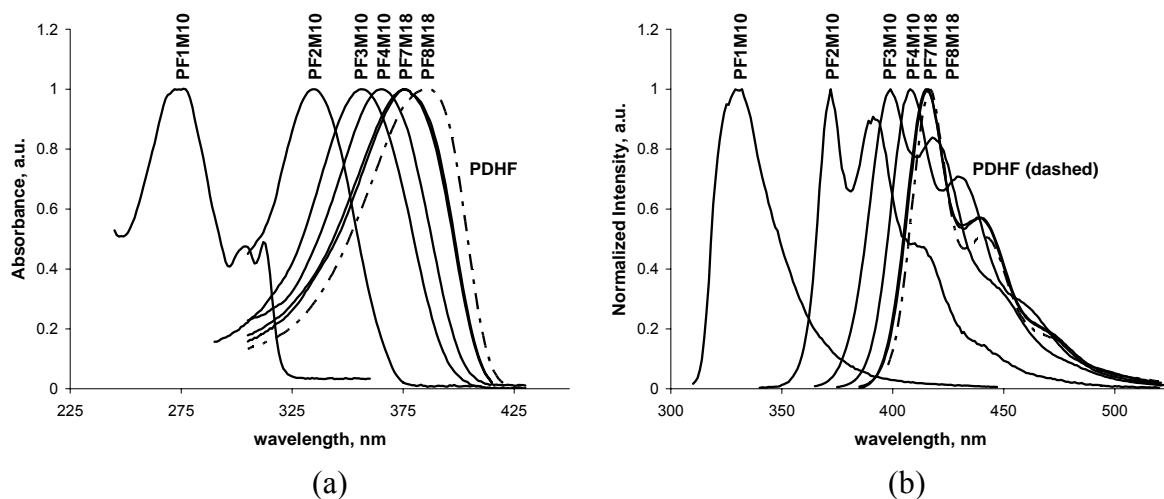 PF1M10
PF2M10
PF3M10
PF4M10
PF7M18
PF8M18
1.2
1
0.8
0.6
0.4
0.2
0
Absorbance, a.u.
PDHF
225
275
325
375
425
wavelength, nm
(a)
PF1M10
PF2M10
PF3M10
PF4M10
PF7M18
PF8M18
1.2
1
0.8
0.6
0.4
0.2
0
Normalized Intensity, a.u.
PDHF (dashed)
300
350
400
450
500
wavelength, nm
(b)